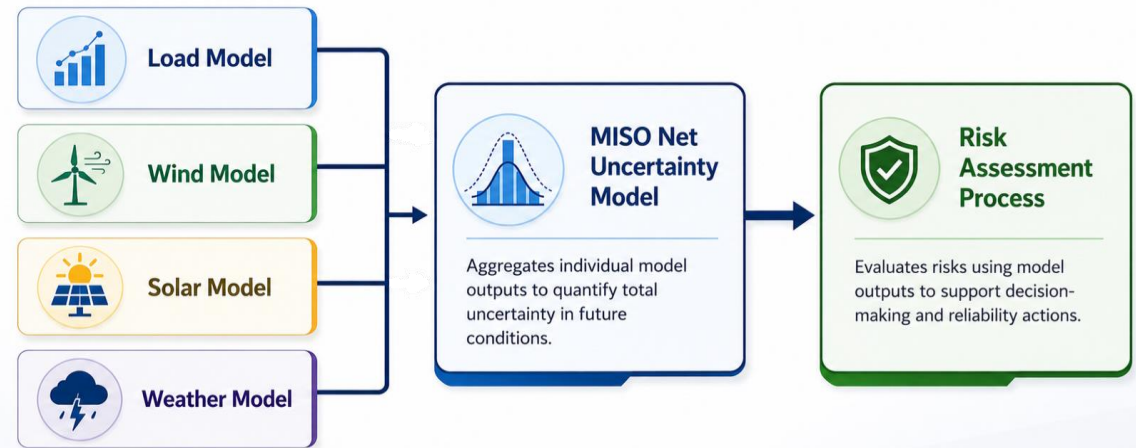 Load Model
Wind Model
Solar Model
Weather Model
MISO Net
Uncertainty
Model
Aggregates individual model
outputs to quantify total
uncertainty in future
conditions.
Risk
Assessment
Process
Evaluates risks using model
outputs to support decision-
making and reliability actions.